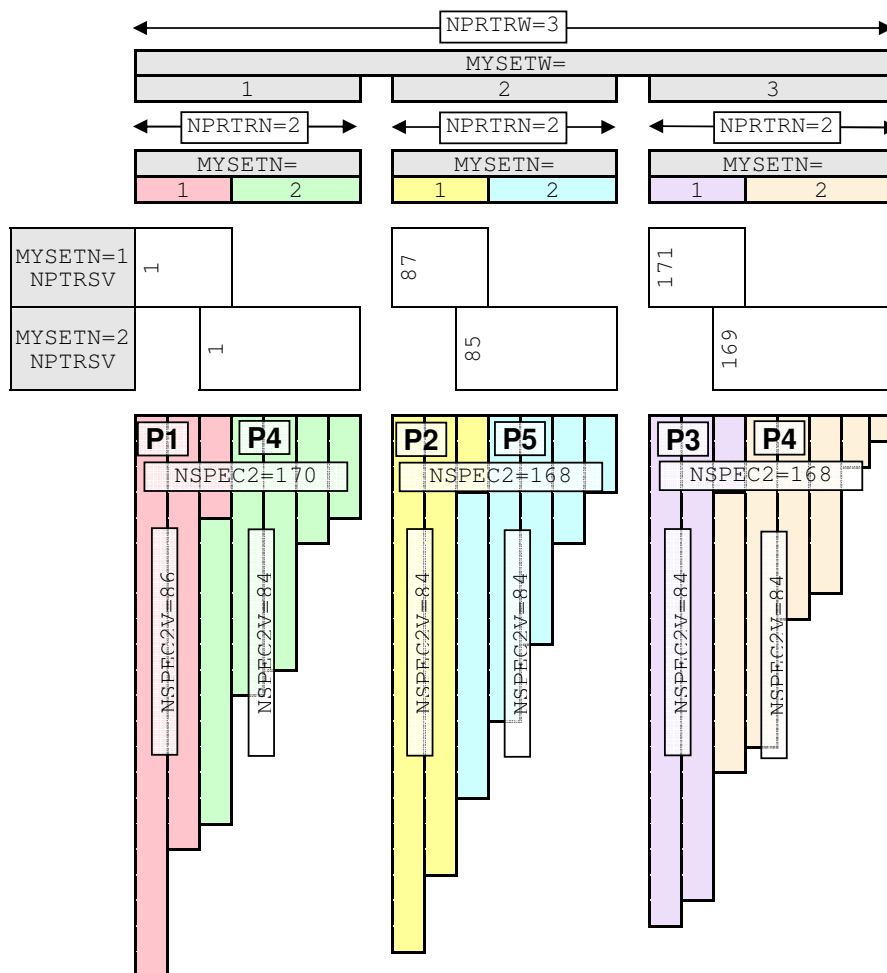 NPRTRW=3
MYSETW=
1 2 3
NPRTRN=2 NPRTRN=2 NPRTRN=2
MYSETN= MYSETN= MYSETN=
1 2 1 2 1 2
MYSETN=1
NPTRSV
1 87 171
MYSETN=2
NPTRSV
1 85 169
P1 P4 P2 P5 P3 P4
NSPEC2=170 NSPEC2=168 NSPEC2=168
NSPEC2V=86 NSPEC2V=84 NSPEC2V=84 NSPEC2V=84 NSPEC2V=84 NSPEC2V=84